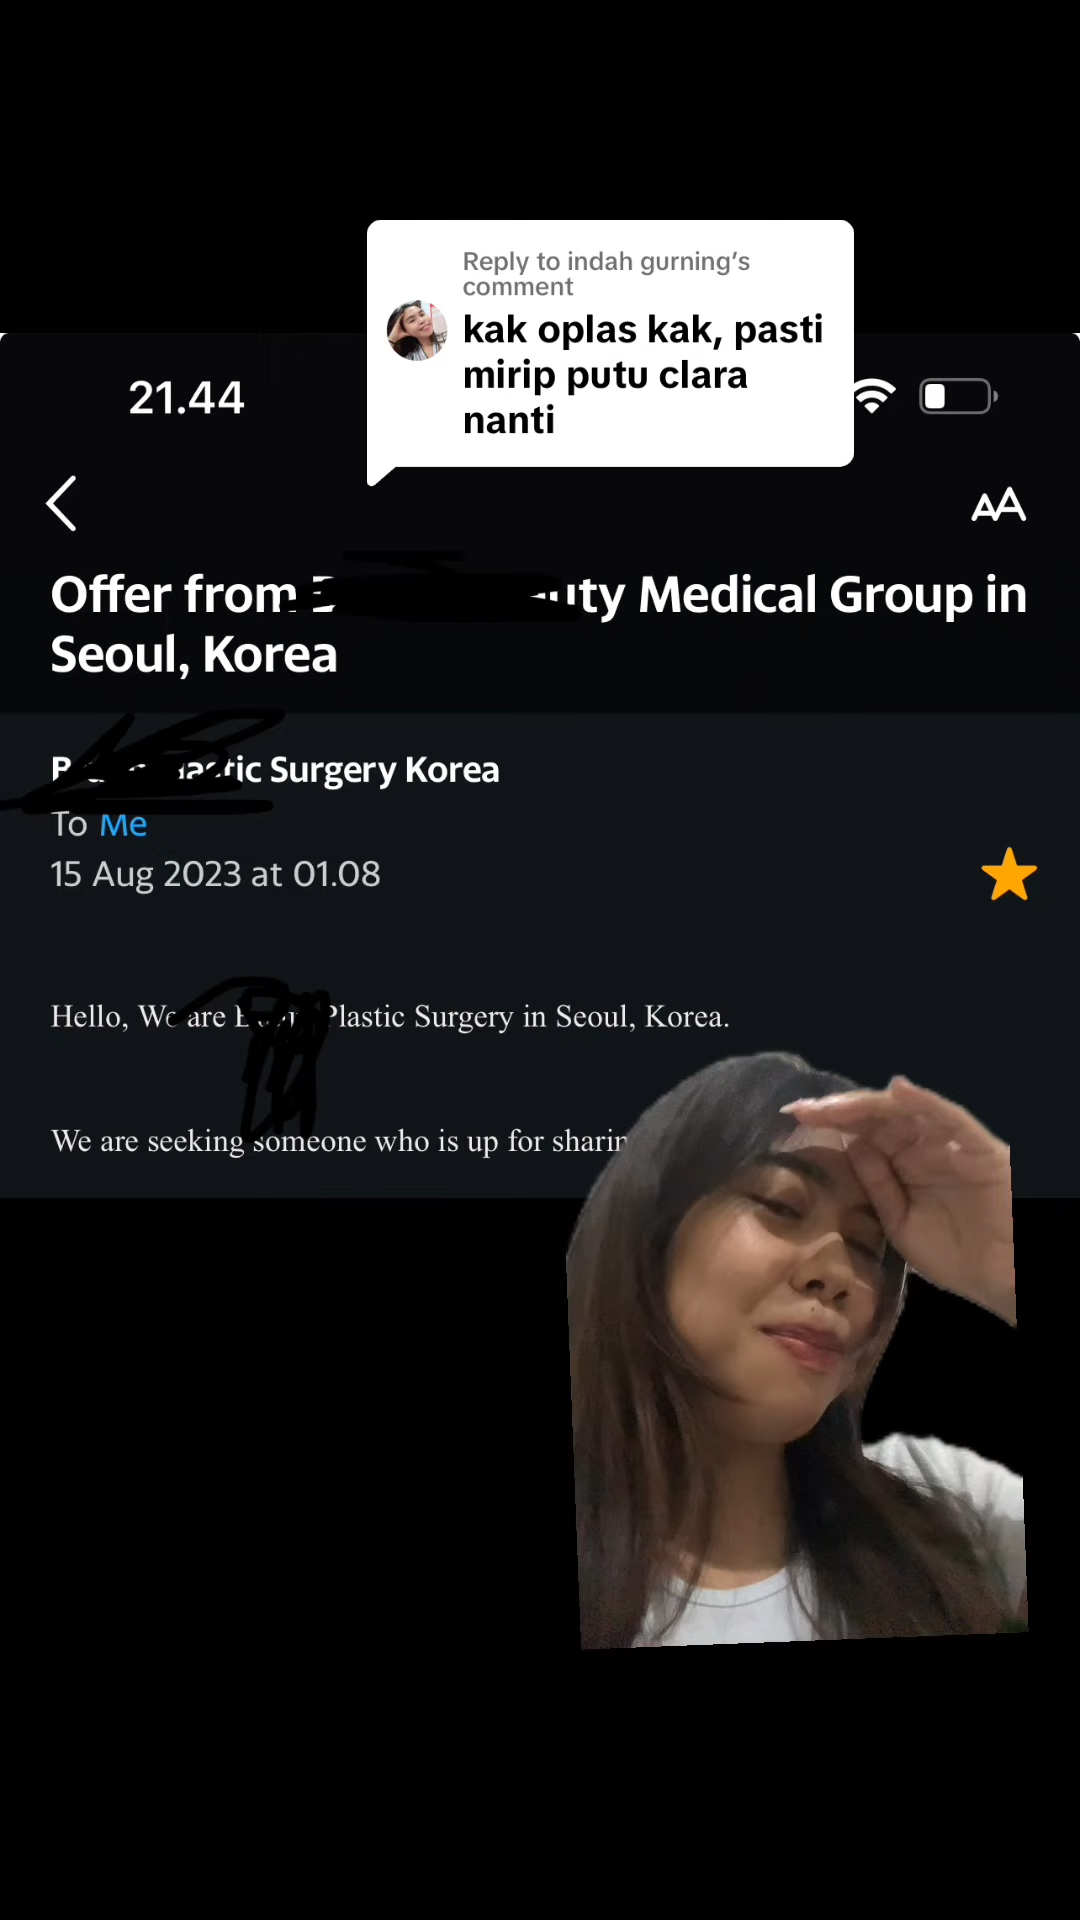 Reply to indah gurning's
comment
kak oplas kak, pasti
mirip putu clara
nanti
21.44
AA
Offer from Medical Group in
Seoul, Korea
Surgery Korea
To Me
15 Aug 2023 at 01.08
Hello, We are Plastic Surgery in Seoul, Korea.
We are seeking someone who is up for